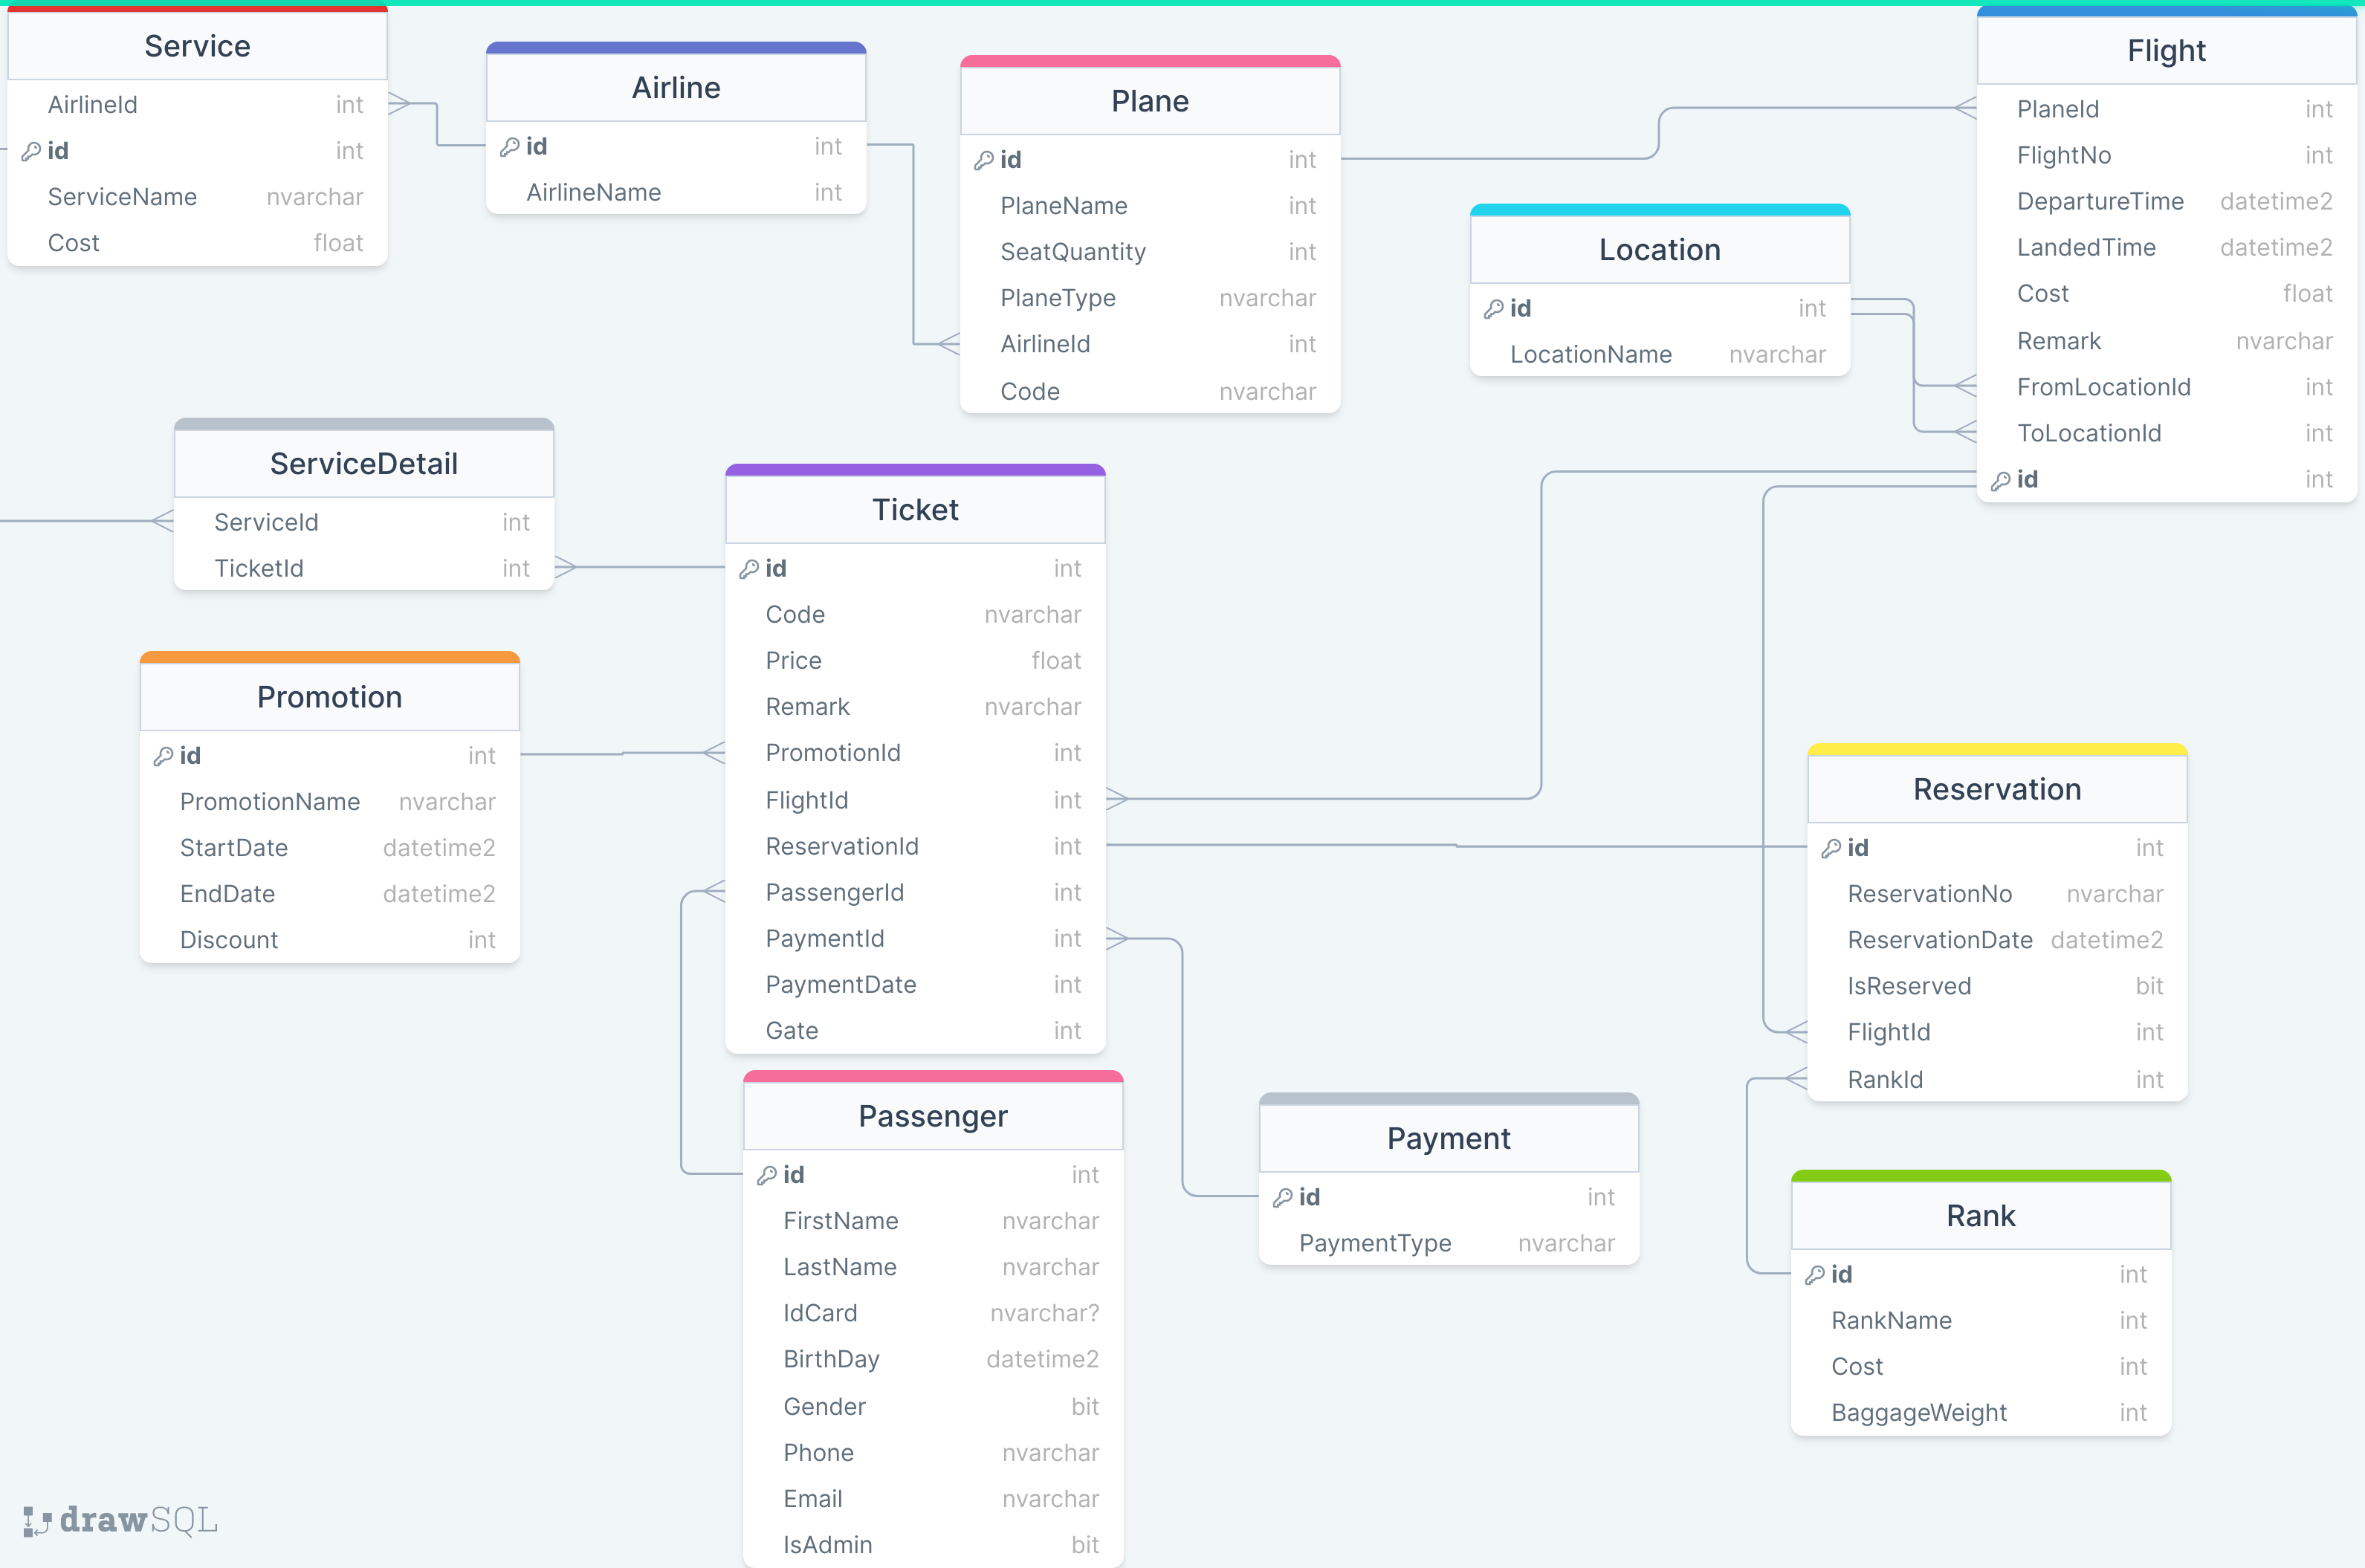 Service
AirlineId int
id int
ServiceName nvarchar
Cost float
Airline
id int
AirlineName int
Plane
id int
PlaneName int
SeatQuantity int
PlaneType nvarchar
AirlineId int
Code nvarchar
Flight
PlaneId int
FlightNo int
DepartureTime datetime2
LandedTime datetime2
Cost float
Remark nvarchar
FromLocationId int
ToLocationId int
id int
Location
id int
LocationName nvarchar
ServiceDetail
ServiceId int
TicketId int
Ticket
id int
Code nvarchar
Price float
Remark nvarchar
PromotionId int
FlightId int
ReservationId int
PassengerId int
PaymentId int
PaymentDate int
Gate int
Promotion
id int
PromotionName nvarchar
StartDate datetime2
EndDate datetime2
Discount int
Reservation
id int
ReservationNo nvarchar
ReservationDate datetime2
IsReserved bit
FlightId int
RankId int
Passenger
id int
FirstName nvarchar
LastName nvarchar
IdCard nvarchar?
BirthDay datetime2
Gender bit
Phone nvarchar
Email nvarchar
IsAdmin bit
Payment
id int
PaymentType nvarchar
Rank
id int
RankName int
Cost int
BaggageWeight int
drawSQL